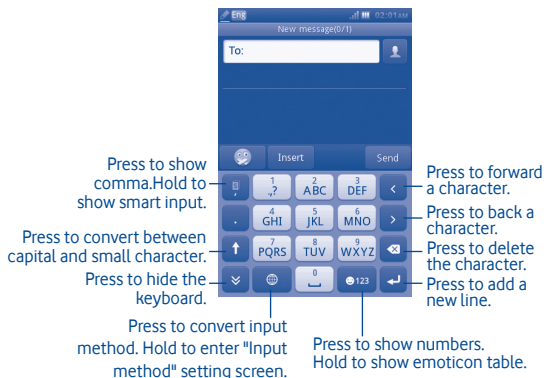 Eng 02:01AM
New message(0/1)
To:
Insert Send
1 .,?
2 ABC
3 DEF
<
.
4 GHI
5 JKL
6 MNO
>
7 PQRS
8 TUV
9 WXYZ
0
123
Press to show
comma.Hold to
show smart input.
Press to convert between
capital and small character.
Press to hide the
keyboard.
Press to convert input
method. Hold to enter "Input
method" setting screen.
Press to forward
a character.
Press to back a
character.
Press to delete
the character.
Press to add a
new line.
Press to show numbers.
Hold to show emoticon table.